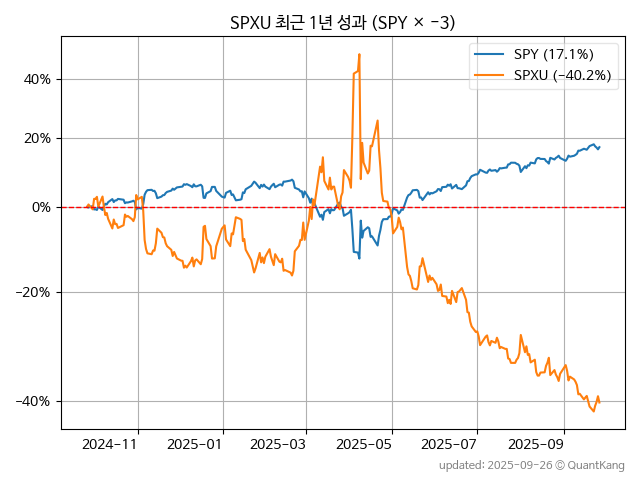 SPXU 최근 1년 성과 (SPY × −3)
SPY (17.1%)
SPXU (−40.2%)
40%
20%
0%
−20%
−40%
2024-11
2025-01
2025-03
2025-05
2025-07
2025-09
updated: 2025-09-26 © QuantKang